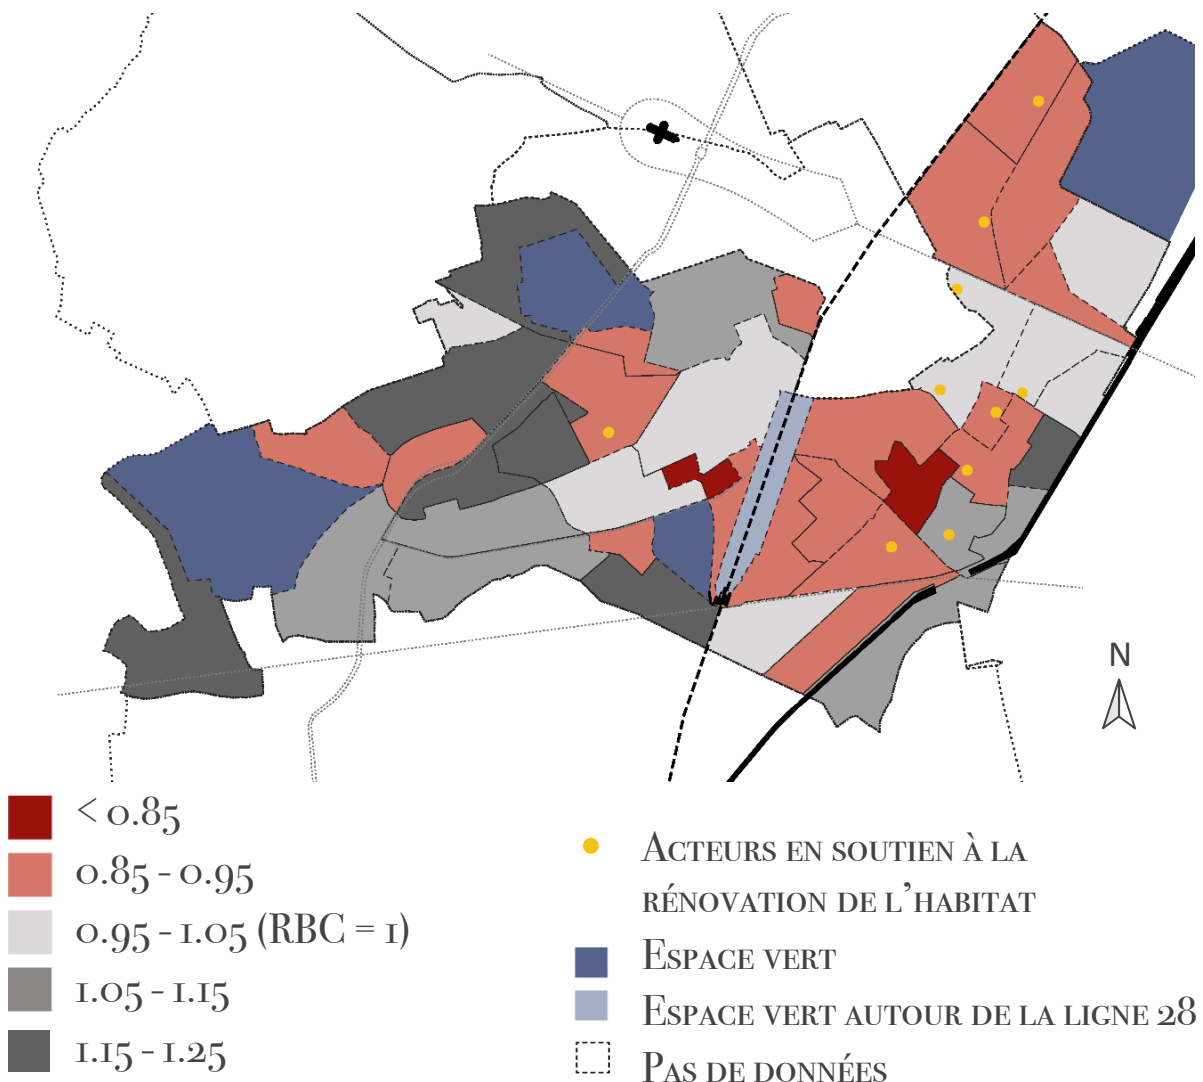 N
< 0.85
0.85 - 0.95
0.95 - 1.05 (RBC = 1)
1.05 - 1.15
1.15 - 1.25
Acteurs en soutien à la
rénovation de l'habitat
Espace vert
Espace vert autour de la ligne 28
Pas de données